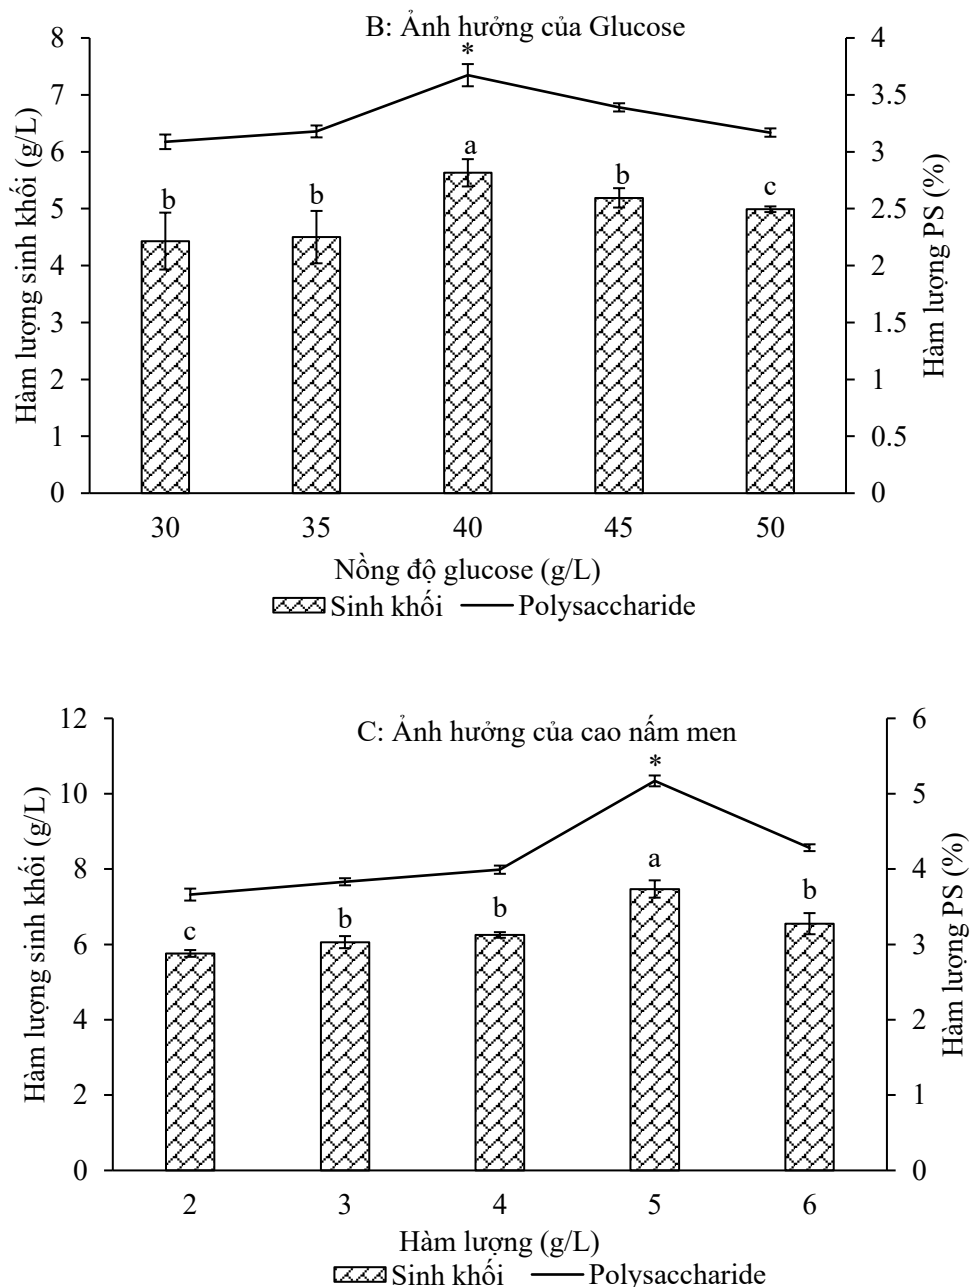 B: Ảnh hưởng của Glucose
*
a
b
b
b
c
8
7
6
5
4
3
2
1
0
4
3.5
3
2.5
2
1.5
1
0.5
0
Hàm lượng sinh khối (g/L)
Hàm lượng PS (%)
30 35 40 45 50
Nồng độ glucose (g/L)
Sinh khối Polysaccharide
C: Ảnh hưởng của cao nấm men
*
a
c
b
b
b
12
10
8
6
4
2
0
6
5
4
3
2
1
0
Hàm lượng sinh khối (g/L)
Hàm lượng PS (%)
2 3 4 5 6
Hàm lượng (g/L)
Sinh khối Polysaccharide